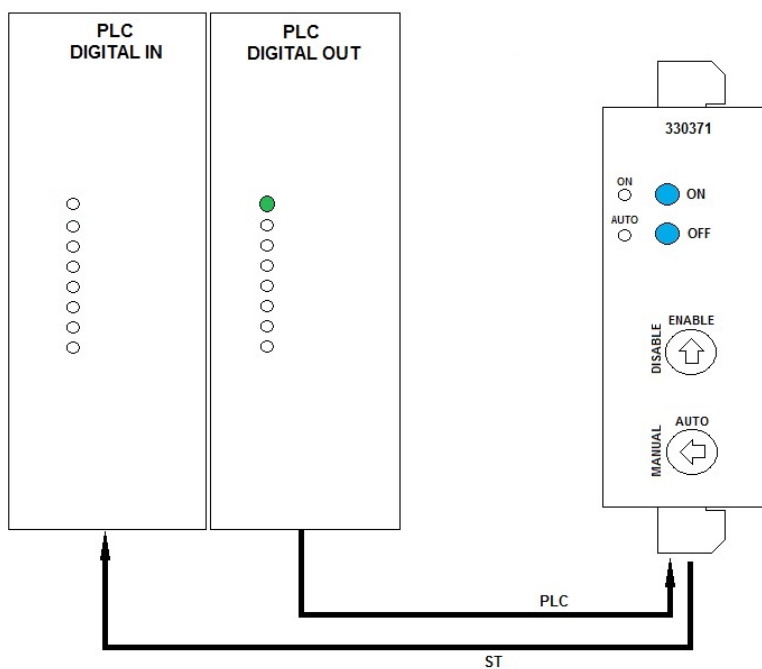 PLC
DIGITAL IN
PLC
DIGITAL OUT
330371
ON
ON
AUTO
OFF
ENABLE
DISABLE
AUTO
MANUAL
PLC
ST